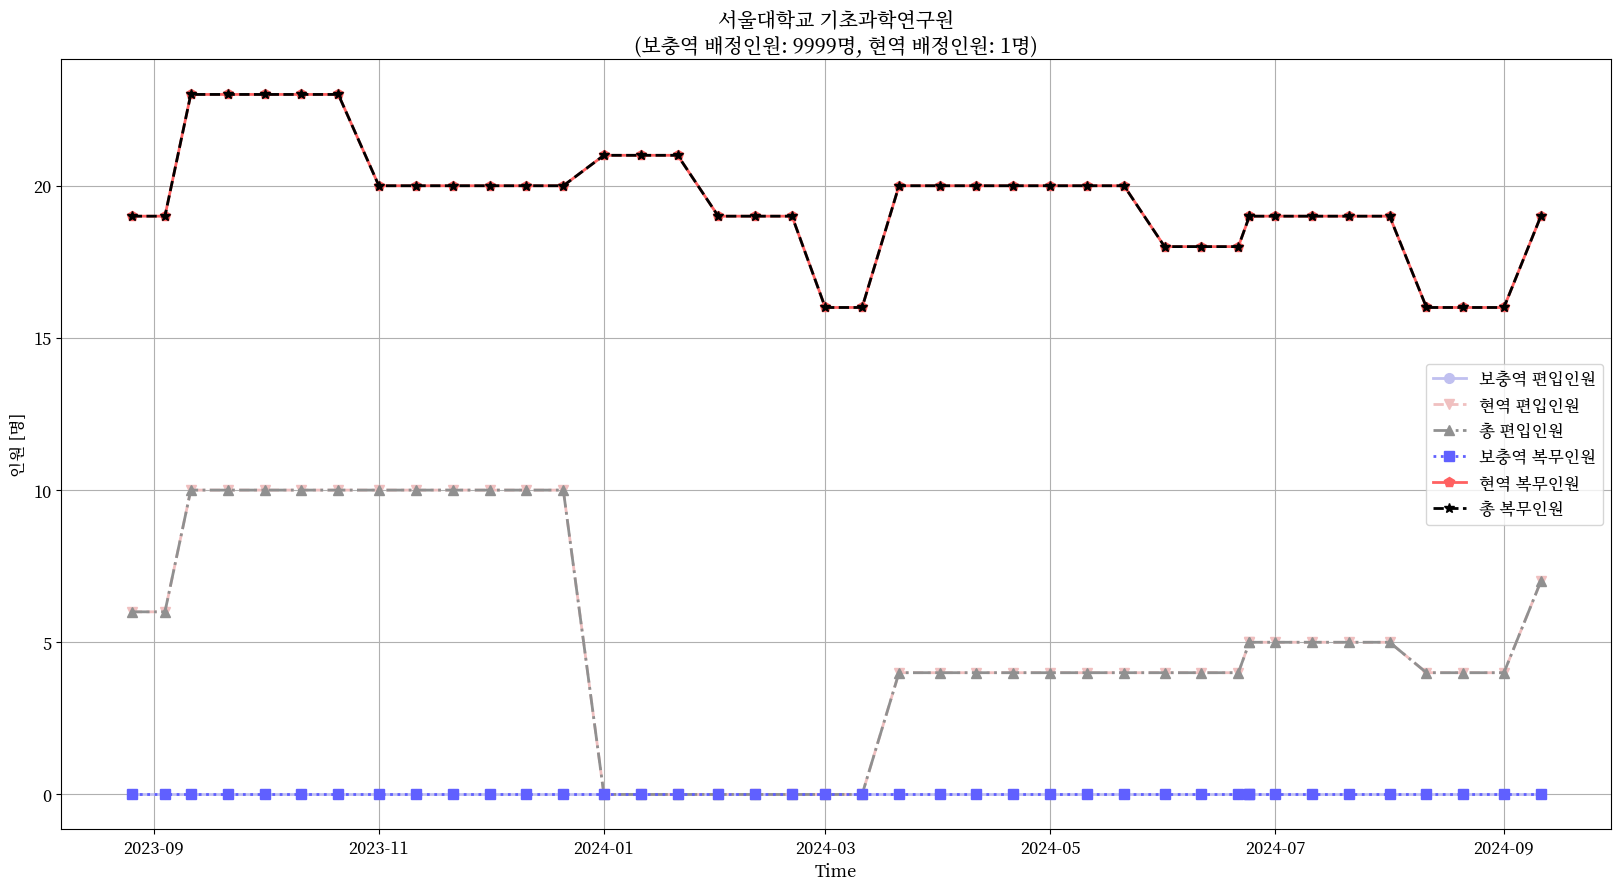 서울대학교 기초과학연구원
(보충역 배정인원: 9999명, 현역 배정인원: 1명)
인원 [명]
20
15
10
5
0
보충역 편입인원
현역 편입인원
총 편입인원
보충역 복무인원
현역 복무인원
총 복무인원
2023-09
2023-11
2024-01
2024-03
2024-05
2024-07
2024-09
Time